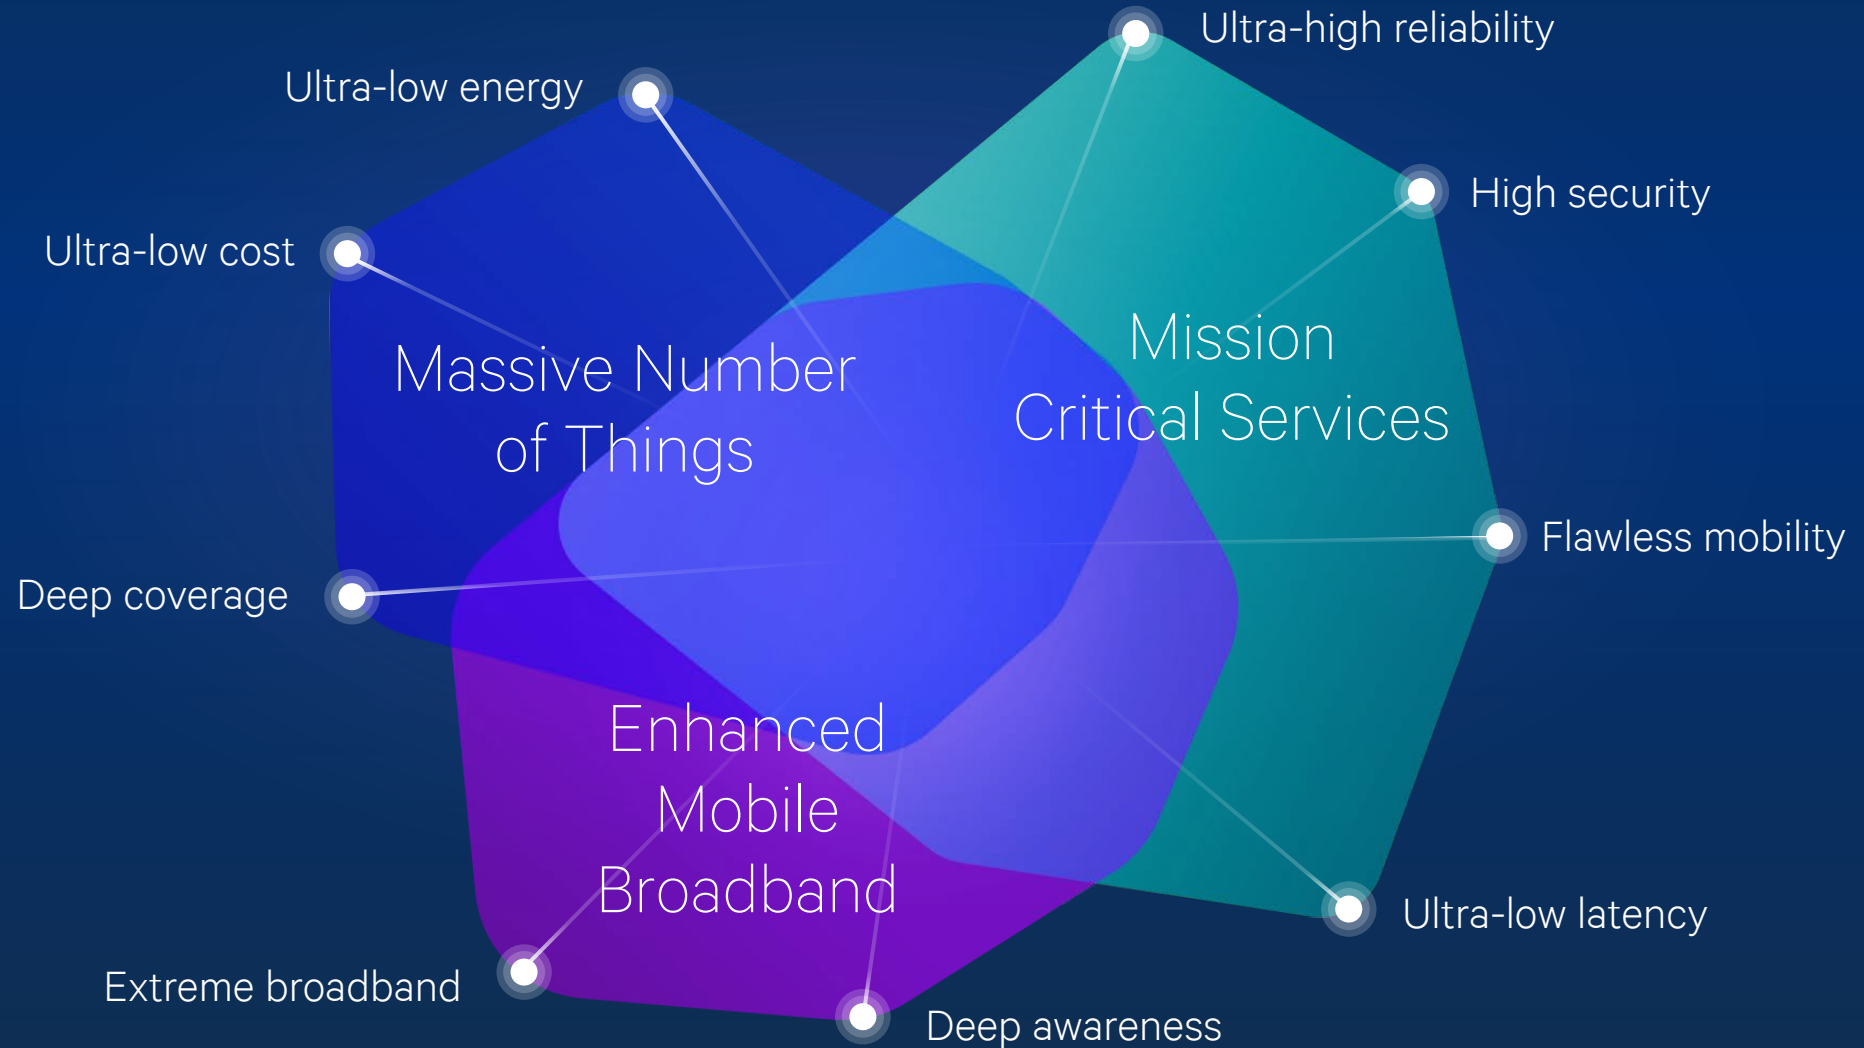 Ultra-high reliability
Ultra-low energy
High security
Ultra-low cost
Mission
Critical Services
Massive Number
of Things
Flawless mobility
Deep coverage
Enhanced
Mobile
Broadband
Ultra-low latency
Extreme broadband
Deep awareness